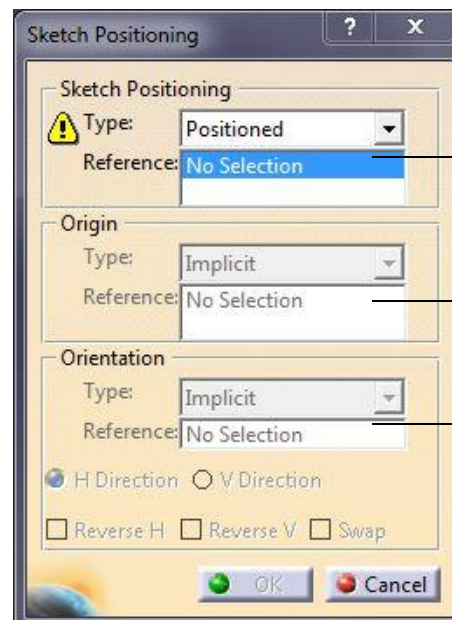 Sketch Positioning
? X
Sketch Positioning
Type: Positioned
Reference: No Selection
Origin
Type: Implicit
Reference: No Selection
Orientation
Type: Implicit
Reference: No Selection
H Direction V Direction
Reverse H Reverse V Swap
OK Cancel